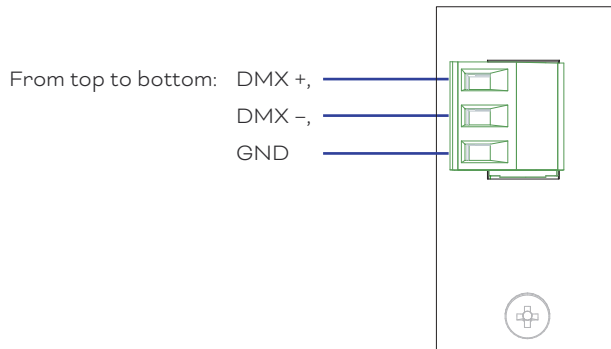 From top to bottom: DMX +,
DMX –,
GND